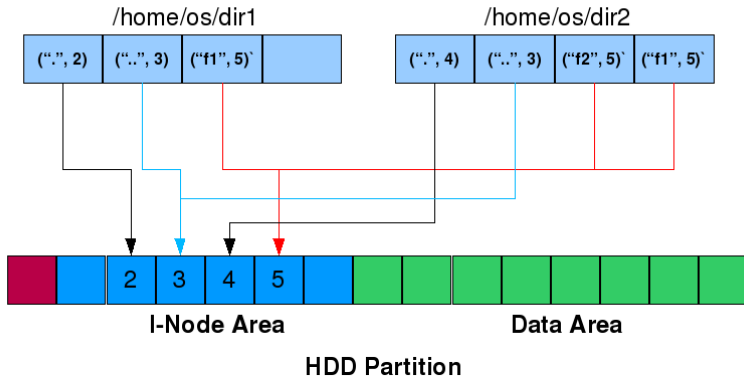 /home/os/dir1 /home/os/dir2
(“.”, 2) (“..”, 3) (“f1”, 5)` (“.”, 4) (“..”, 3) (“f2”, 5)` (“f1”, 5)`
2 3 4 5
I-Node Area Data Area
HDD Partition